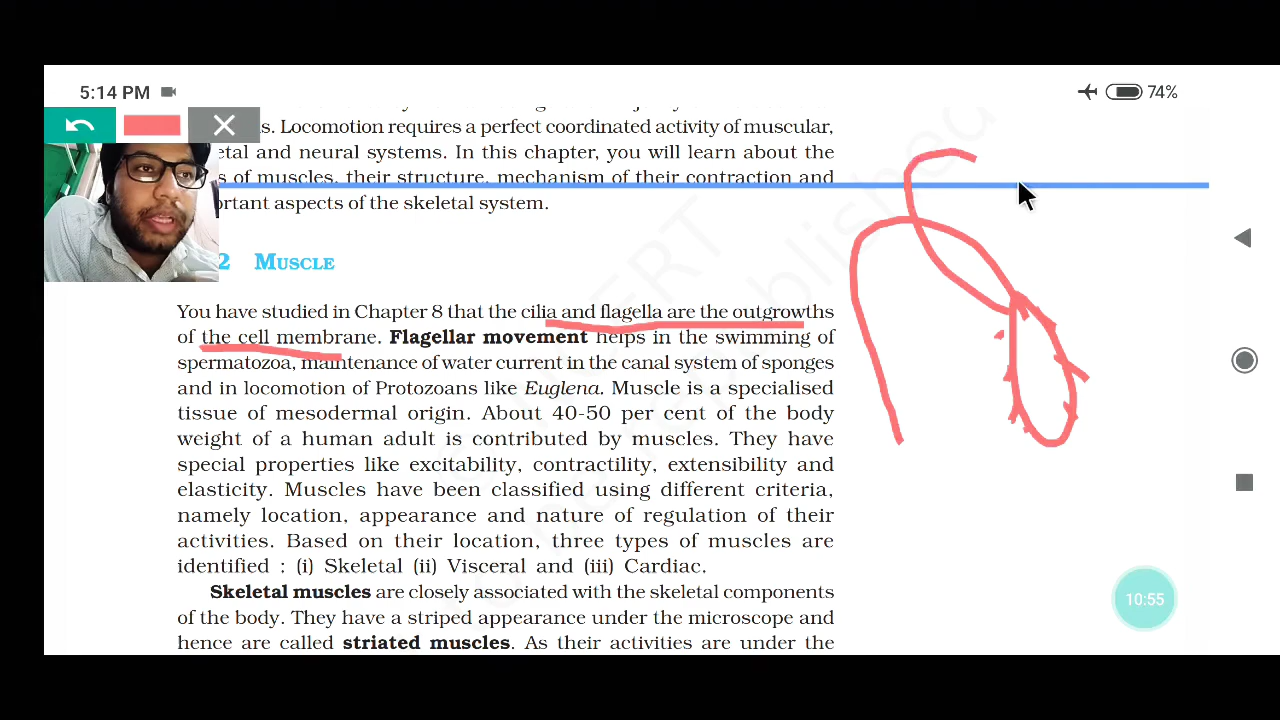 5:14 PM
74%
s. Locomotion requires a perfect coordinated activity of muscular,
etal and neural systems. In this chapter, you will learn about the
s of muscles, their structure, mechanism of their contraction and
ortant aspects of the skeletal system.
2 MUSCLE
You have studied in Chapter 8 that the cilia and flagella are the outgrowths
of the cell membrane. Flagellar movement helps in the swimming of
spermatozoa, maintenance of water current in the canal system of sponges
and in locomotion of Protozoans like Euglena. Muscle is a specialised
tissue of mesodermal origin. About 40-50 per cent of the body
weight of a human adult is contributed by muscles. They have
special properties like excitability, contractility, extensibility and
elasticity. Muscles have been classified using different criteria,
namely location, appearance and nature of regulation of their
activities. Based on their location, three types of muscles are
identified : (i) Skeletal (ii) Visceral and (iii) Cardiac.
Skeletal muscles are closely associated with the skeletal components
of the body. They have a striped appearance under the microscope and
hence are called striated muscles. As their activities are under the
10:55